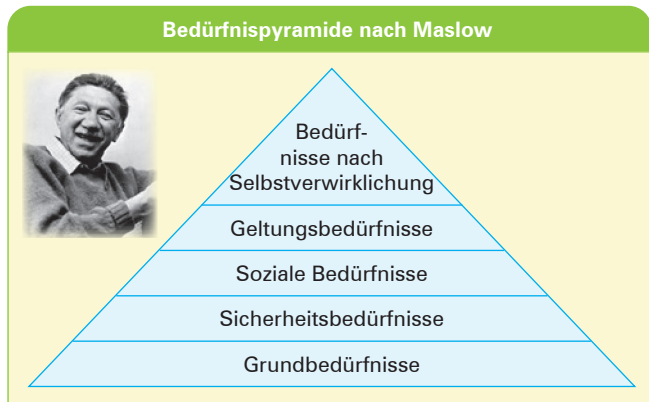 Bedürfnispyramide nach Maslow
Bedürf-
nisse nach
Selbstverwirklichung
Geltungsbedürfnisse
Soziale Bedürfnisse
Sicherheitsbedürfnisse
Grundbedürfnisse